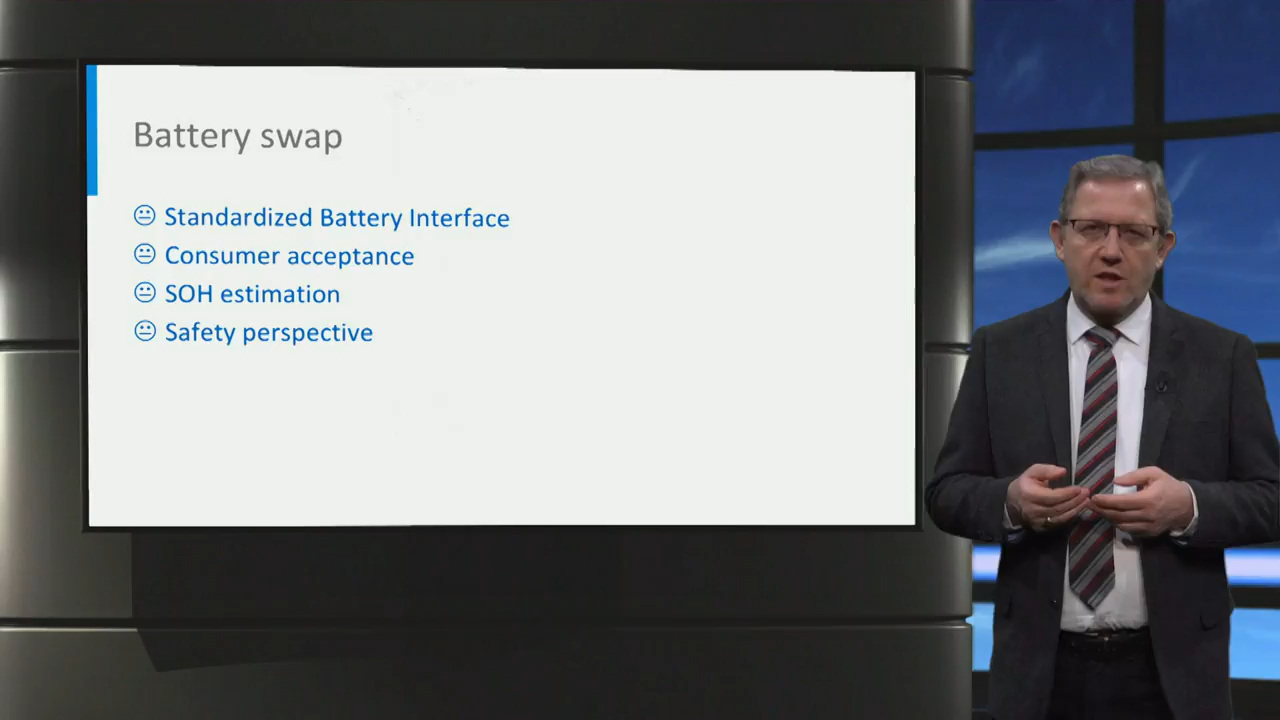 Battery swap
😐 Standardized Battery Interface
😐 Consumer acceptance
😐 SOH estimation
😐 Safety perspective